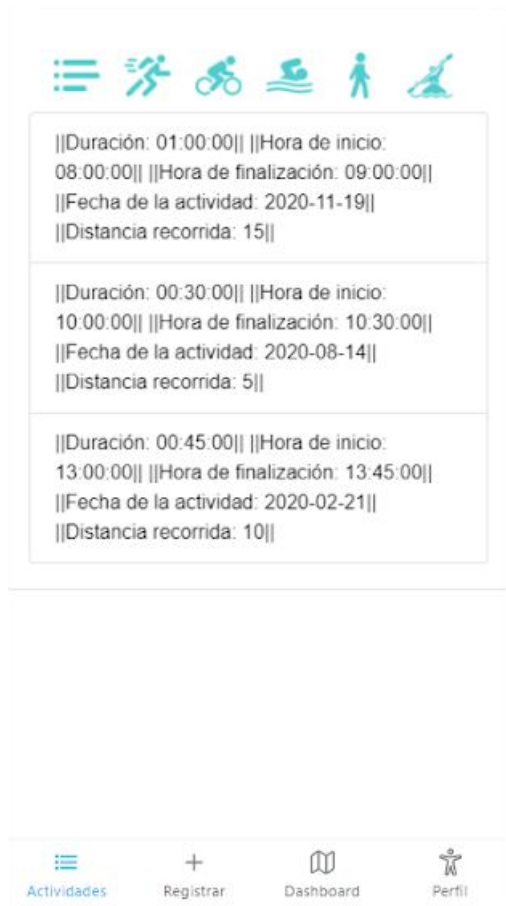 ||Duración: 01:00:00|| ||Hora de inicio:
08:00:00|| ||Hora de finalización: 09:00:00||
||Fecha de la actividad: 2020-11-19||
||Distancia recorrida: 15||
||Duración: 00:30:00|| ||Hora de inicio:
10:00:00|| ||Hora de finalización: 10:30:00||
||Fecha de la actividad: 2020-08-14||
||Distancia recorrida: 5||
||Duración: 00:45:00|| ||Hora de inicio:
13:00:00|| ||Hora de finalización: 13:45:00||
||Fecha de la actividad: 2020-02-21||
||Distancia recorrida: 10||
Actividades Registrar Dashboard Perfil